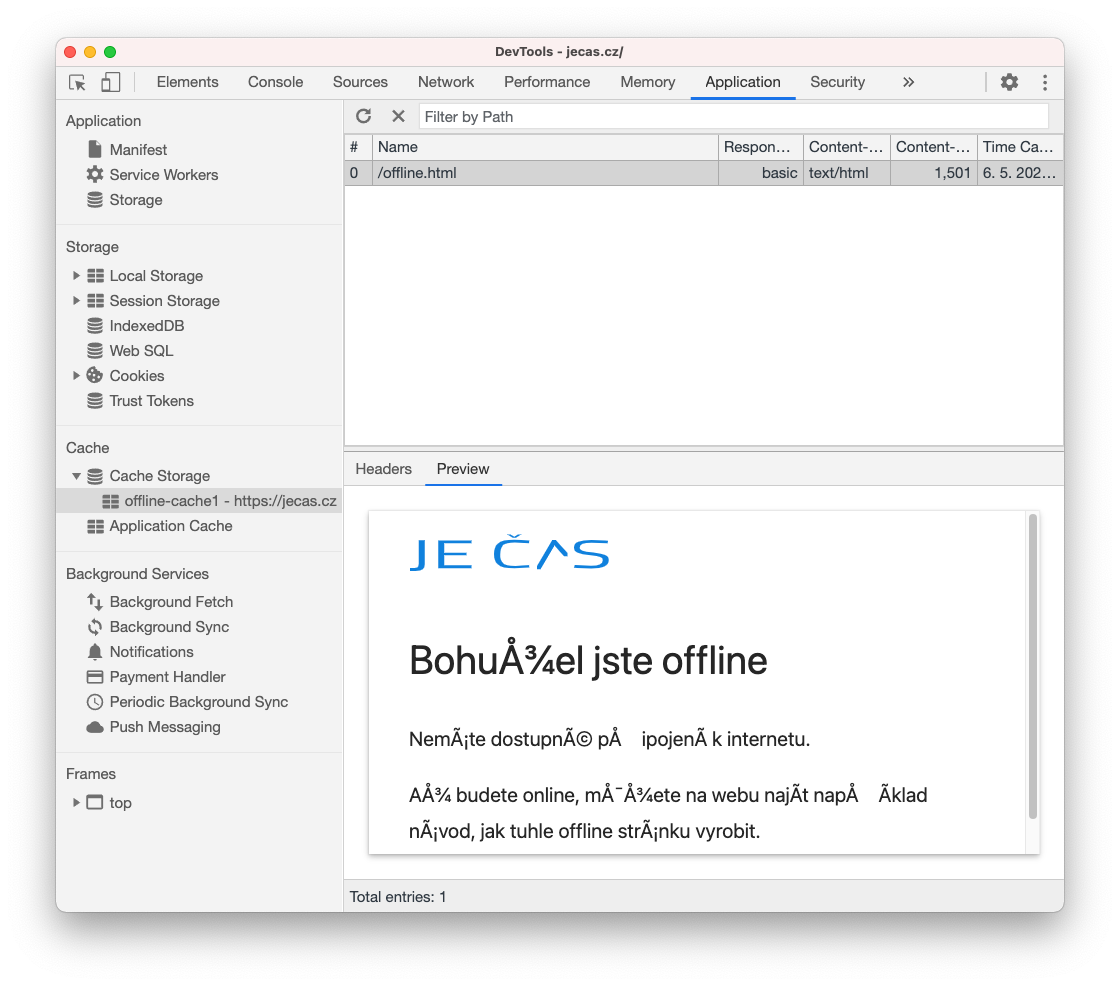 DevTools - jecas.cz/
Elements Console Sources Network Performance Memory Application Security »
Application
Manifest
Service Workers
Storage
Storage
Local Storage
Session Storage
IndexedDB
Web SQL
Cookies
Trust Tokens
Cache
Cache Storage
offline-cache1 - https://jecas.cz
Application Cache
Background Services
Background Fetch
Background Sync
Notifications
Payment Handler
Periodic Background Sync
Push Messaging
Frames
top
Filter by Path
# Name Respon… Content-… Content-… Time Ca…
0 /offline.html basic text/html 1,501 6. 5. 202…
Headers Preview
JE ČAS
BohuÅ¾el jste offline
NemÃ¡te dostupnÃ© pÅ ipojenÃ k internetu.
AÅ¾ budete online, mÅ¯Å¾ete na webu najÃt napÅ Ãklad
nÃ¡vod, jak tuhle offline strÃ¡nku vyrobit.
Total entries: 1